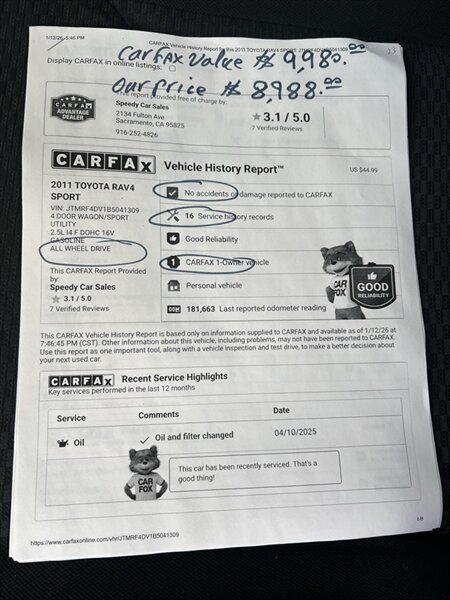 1/12/26, 5:46 PM
CARFAX Vehicle History Report for this 2011 TOYOTA RAV4 SPORT: JTMRF4DV1B5041309
CarFAX Value $ 9,980.00
23
Display CARFAX in online listings:
Our Price $ 8,988.00
This report provided free of charge by:
CARFAX
ADVANTAGE
DEALER
Speedy Car Sales
2134 Fulton Ave
Sacramento, CA 95825
916-252-4826
3.1 / 5.0
7 Verified Reviews
CARFAX Vehicle History Report™
US $44.99
2011 TOYOTA RAV4
SPORT
VIN: JTMRF4DV1B5041309
4 DOOR WAGON/SPORT
UTILITY
2.5L I4 F DOHC 16V
GASOLINE
ALL WHEEL DRIVE
This CARFAX Report Provided
by:
Speedy Car Sales
3.1 / 5.0
7 Verified Reviews
No accidents or damage reported to CARFAX
16 Service history records
Good Reliability
1 CARFAX 1-Owner vehicle
Personal vehicle
181,663 Last reported odometer reading
CAR
FOX
GOOD
RELIABILITY
This CARFAX Vehicle History Report is based only on information supplied to CARFAX and available as of 1/12/26 at
7:46:45 PM (CST). Other information about this vehicle, including problems, may not have been reported to CARFAX.
Use this report as one important tool, along with a vehicle inspection and test drive, to make a better decision about
your next used car.
CARFAX Recent Service Highlights
Key services performed in the last 12 months
Service Comments Date
Oil Oil and filter changed 04/10/2025
CAR
FOX
This car has been recently serviced. That's a
good thing!
https://www.carfaxonline.com/vhr/JTMRF4DV1B5041309